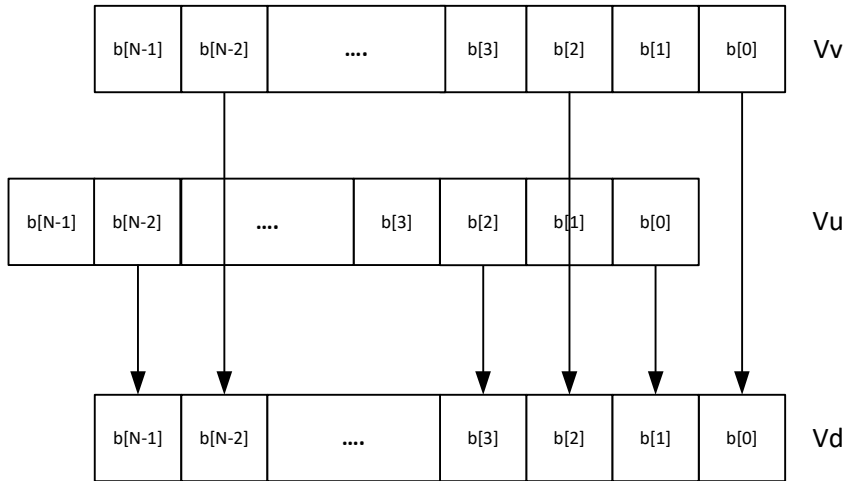 b[N-1] b[N-2] .... b[3] b[2] b[1] b[0] Vv
b[N-1] b[N-2] .... b[3] b[2] b[1] b[0] Vu
b[N-1] b[N-2] .... b[3] b[2] b[1] b[0] Vd